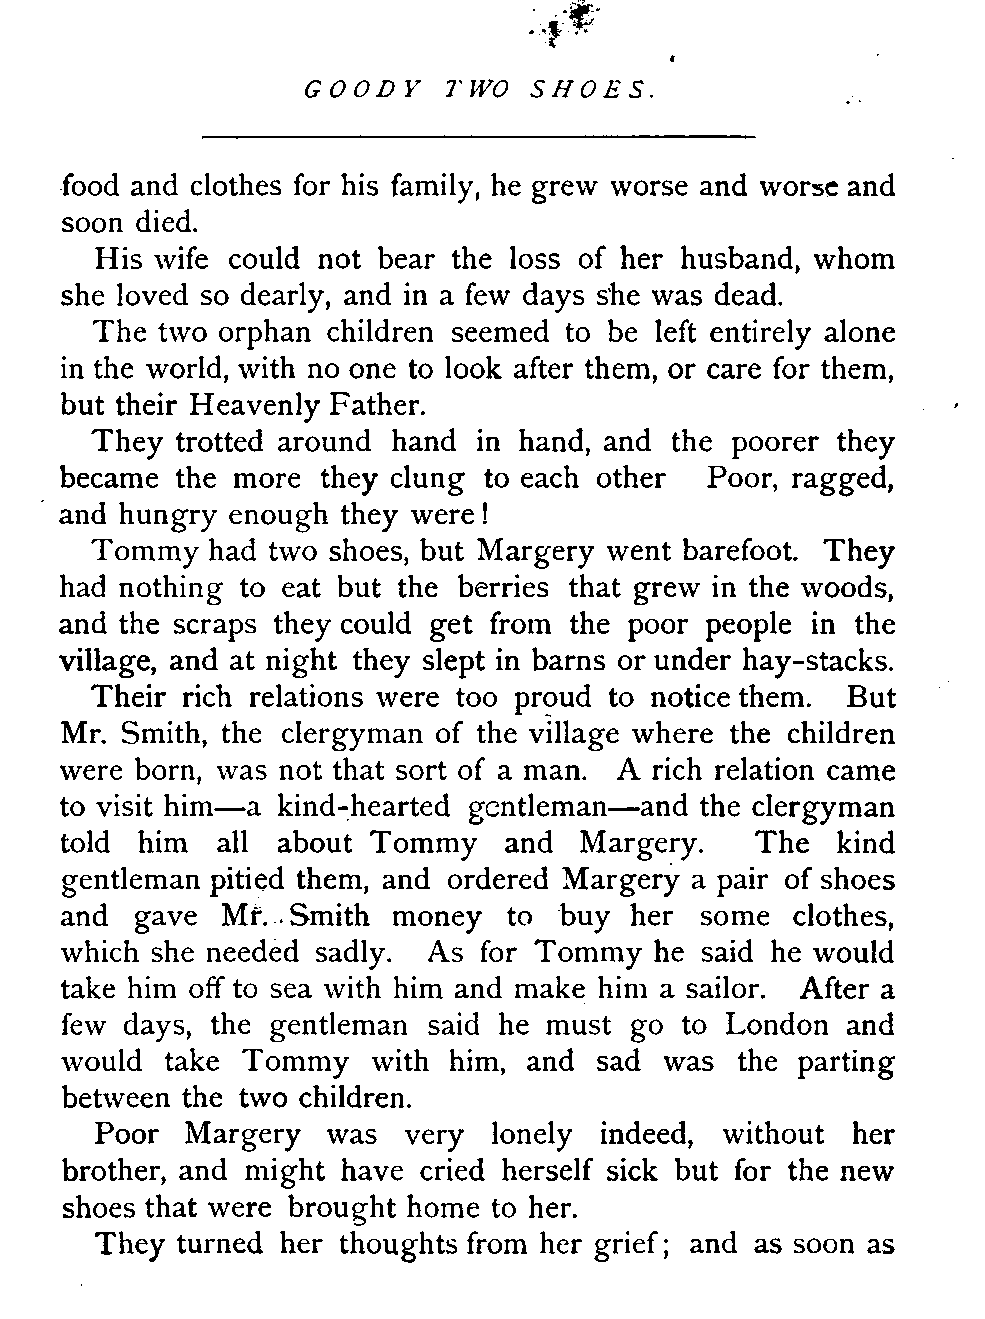 GOODY TWO SHOES.
food and clothes for his family, he grew worse and worse and
soon died.
His wife could not bear the loss of her husband, whom
she loved so dearly, and in a few days she was dead.
The two orphan children seemed to be left entirely alone
in the world, with no one to look after them, or care for them,
but their Heavenly Father.
They trotted around hand in hand, and the poorer they
became the more they clung to each other Poor, ragged,
and hungry enough they were!
Tommy had two shoes, but Margery went barefoot. They
had nothing to eat but the berries that grew in the woods,
and the scraps they could get from the poor people in the
village, and at night they slept in barns or under hay-stacks.
Their rich relations were too proud to notice them. But
Mr. Smith, the clergyman of the village where the children
were born, was not that sort of a man. A rich relation came
to visit him—a kind-hearted gentleman—and the clergyman
told him all about Tommy and Margery. The kind
gentleman pitied them, and ordered Margery a pair of shoes
and gave Mr. Smith money to buy her some clothes,
which she needed sadly. As for Tommy he said he would
take him off to sea with him and make him a sailor. After a
few days, the gentleman said he must go to London and
would take Tommy with him, and sad was the parting
between the two children.
Poor Margery was very lonely indeed, without her
brother, and might have cried herself sick but for the new
shoes that were brought home to her.
They turned her thoughts from her grief; and as soon as